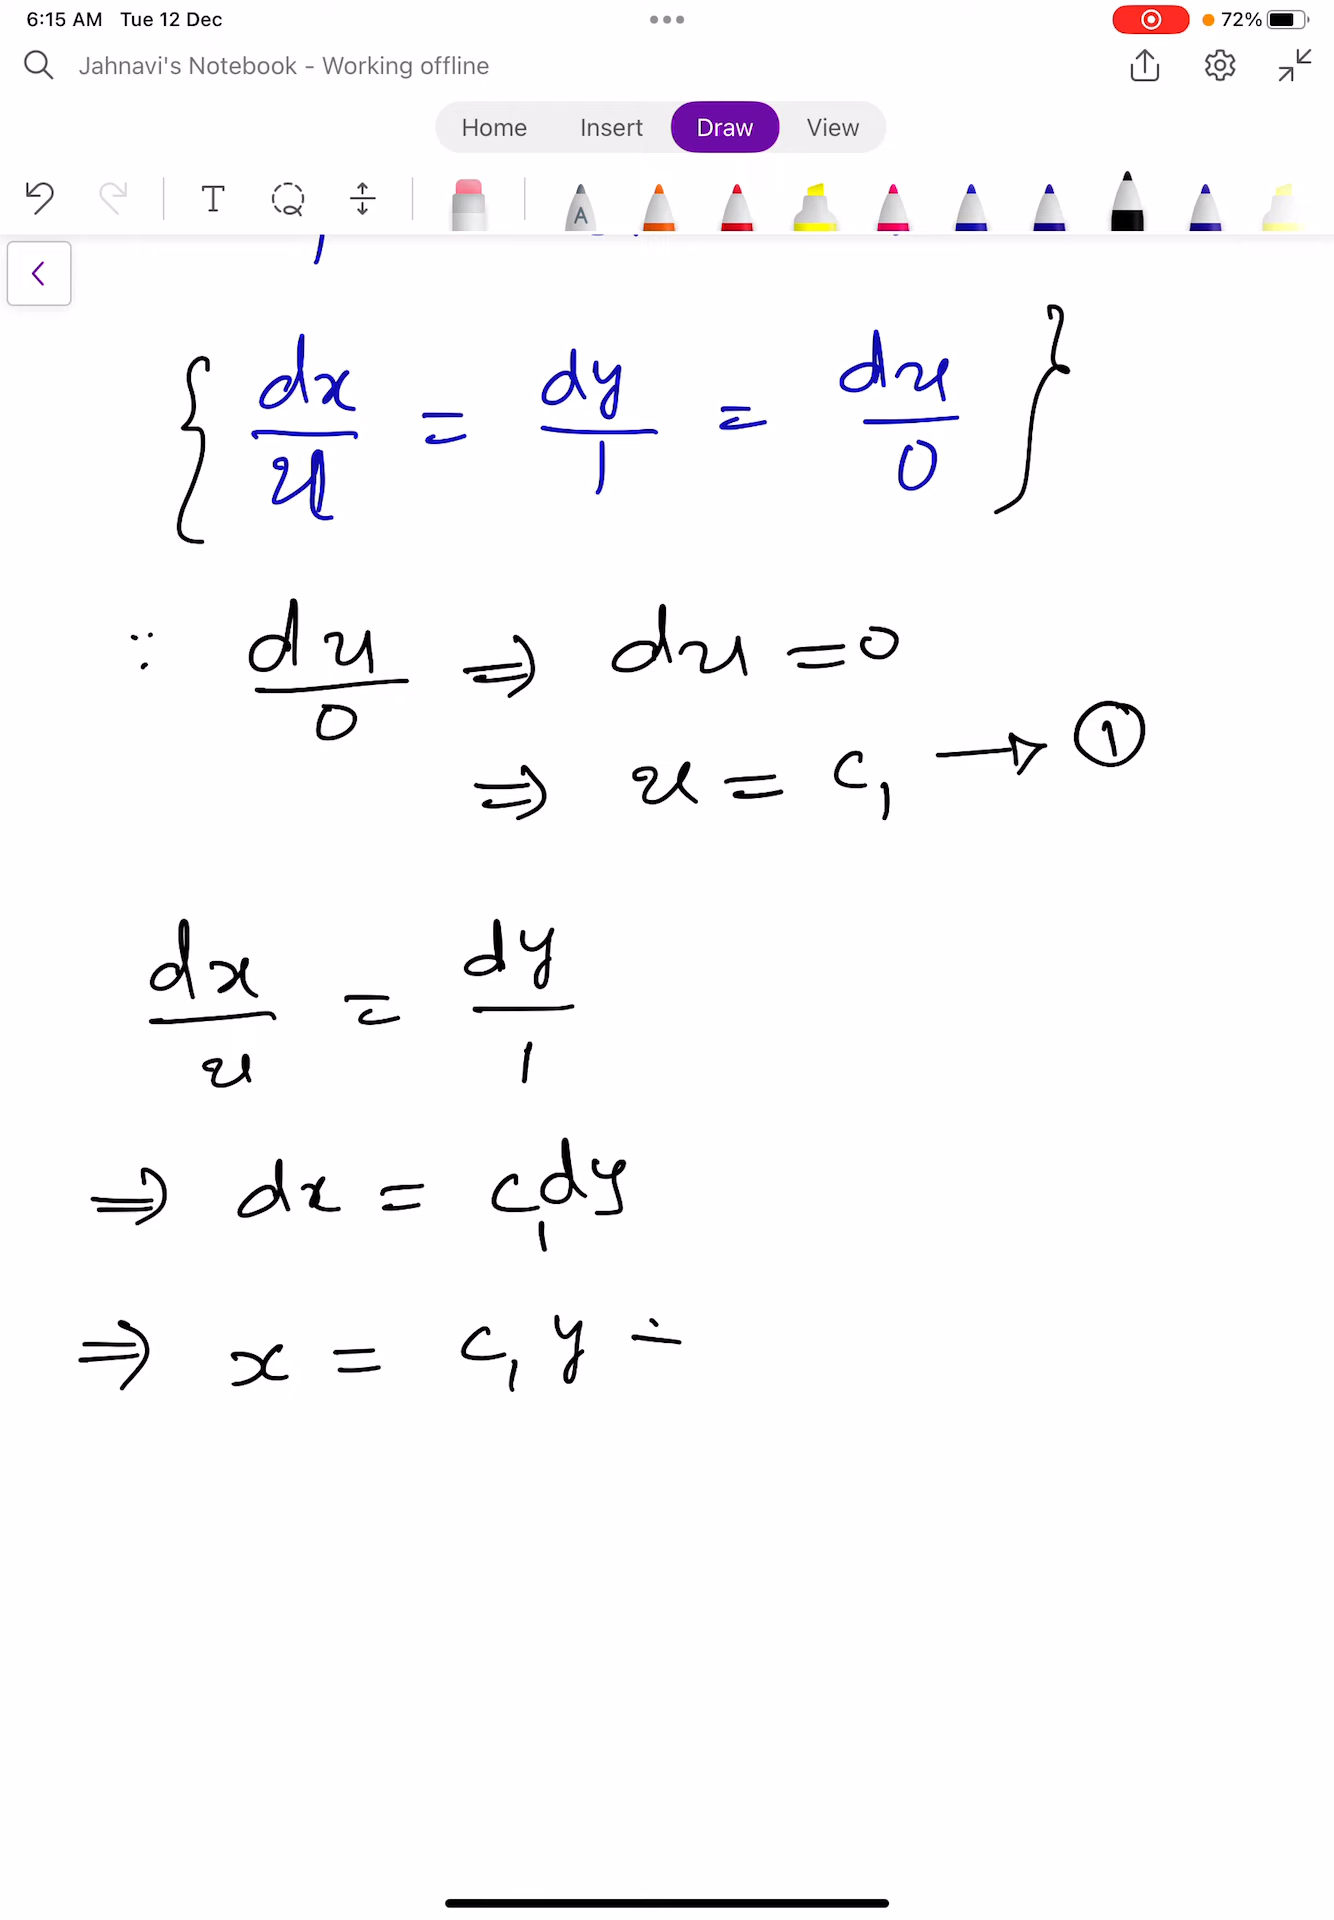 6:15 AM Tue 12 Dec 72%
Jahnavi's Notebook - Working offline
Home Insert Draw View
T A
{ dx/u = dy/1 = du/0 }
∵ du/0 ⇒ du = 0
⇒ u = c₁ → ①
dx/u = dy/1
⇒ dx = c₁dy
⇒ x = c₁ y